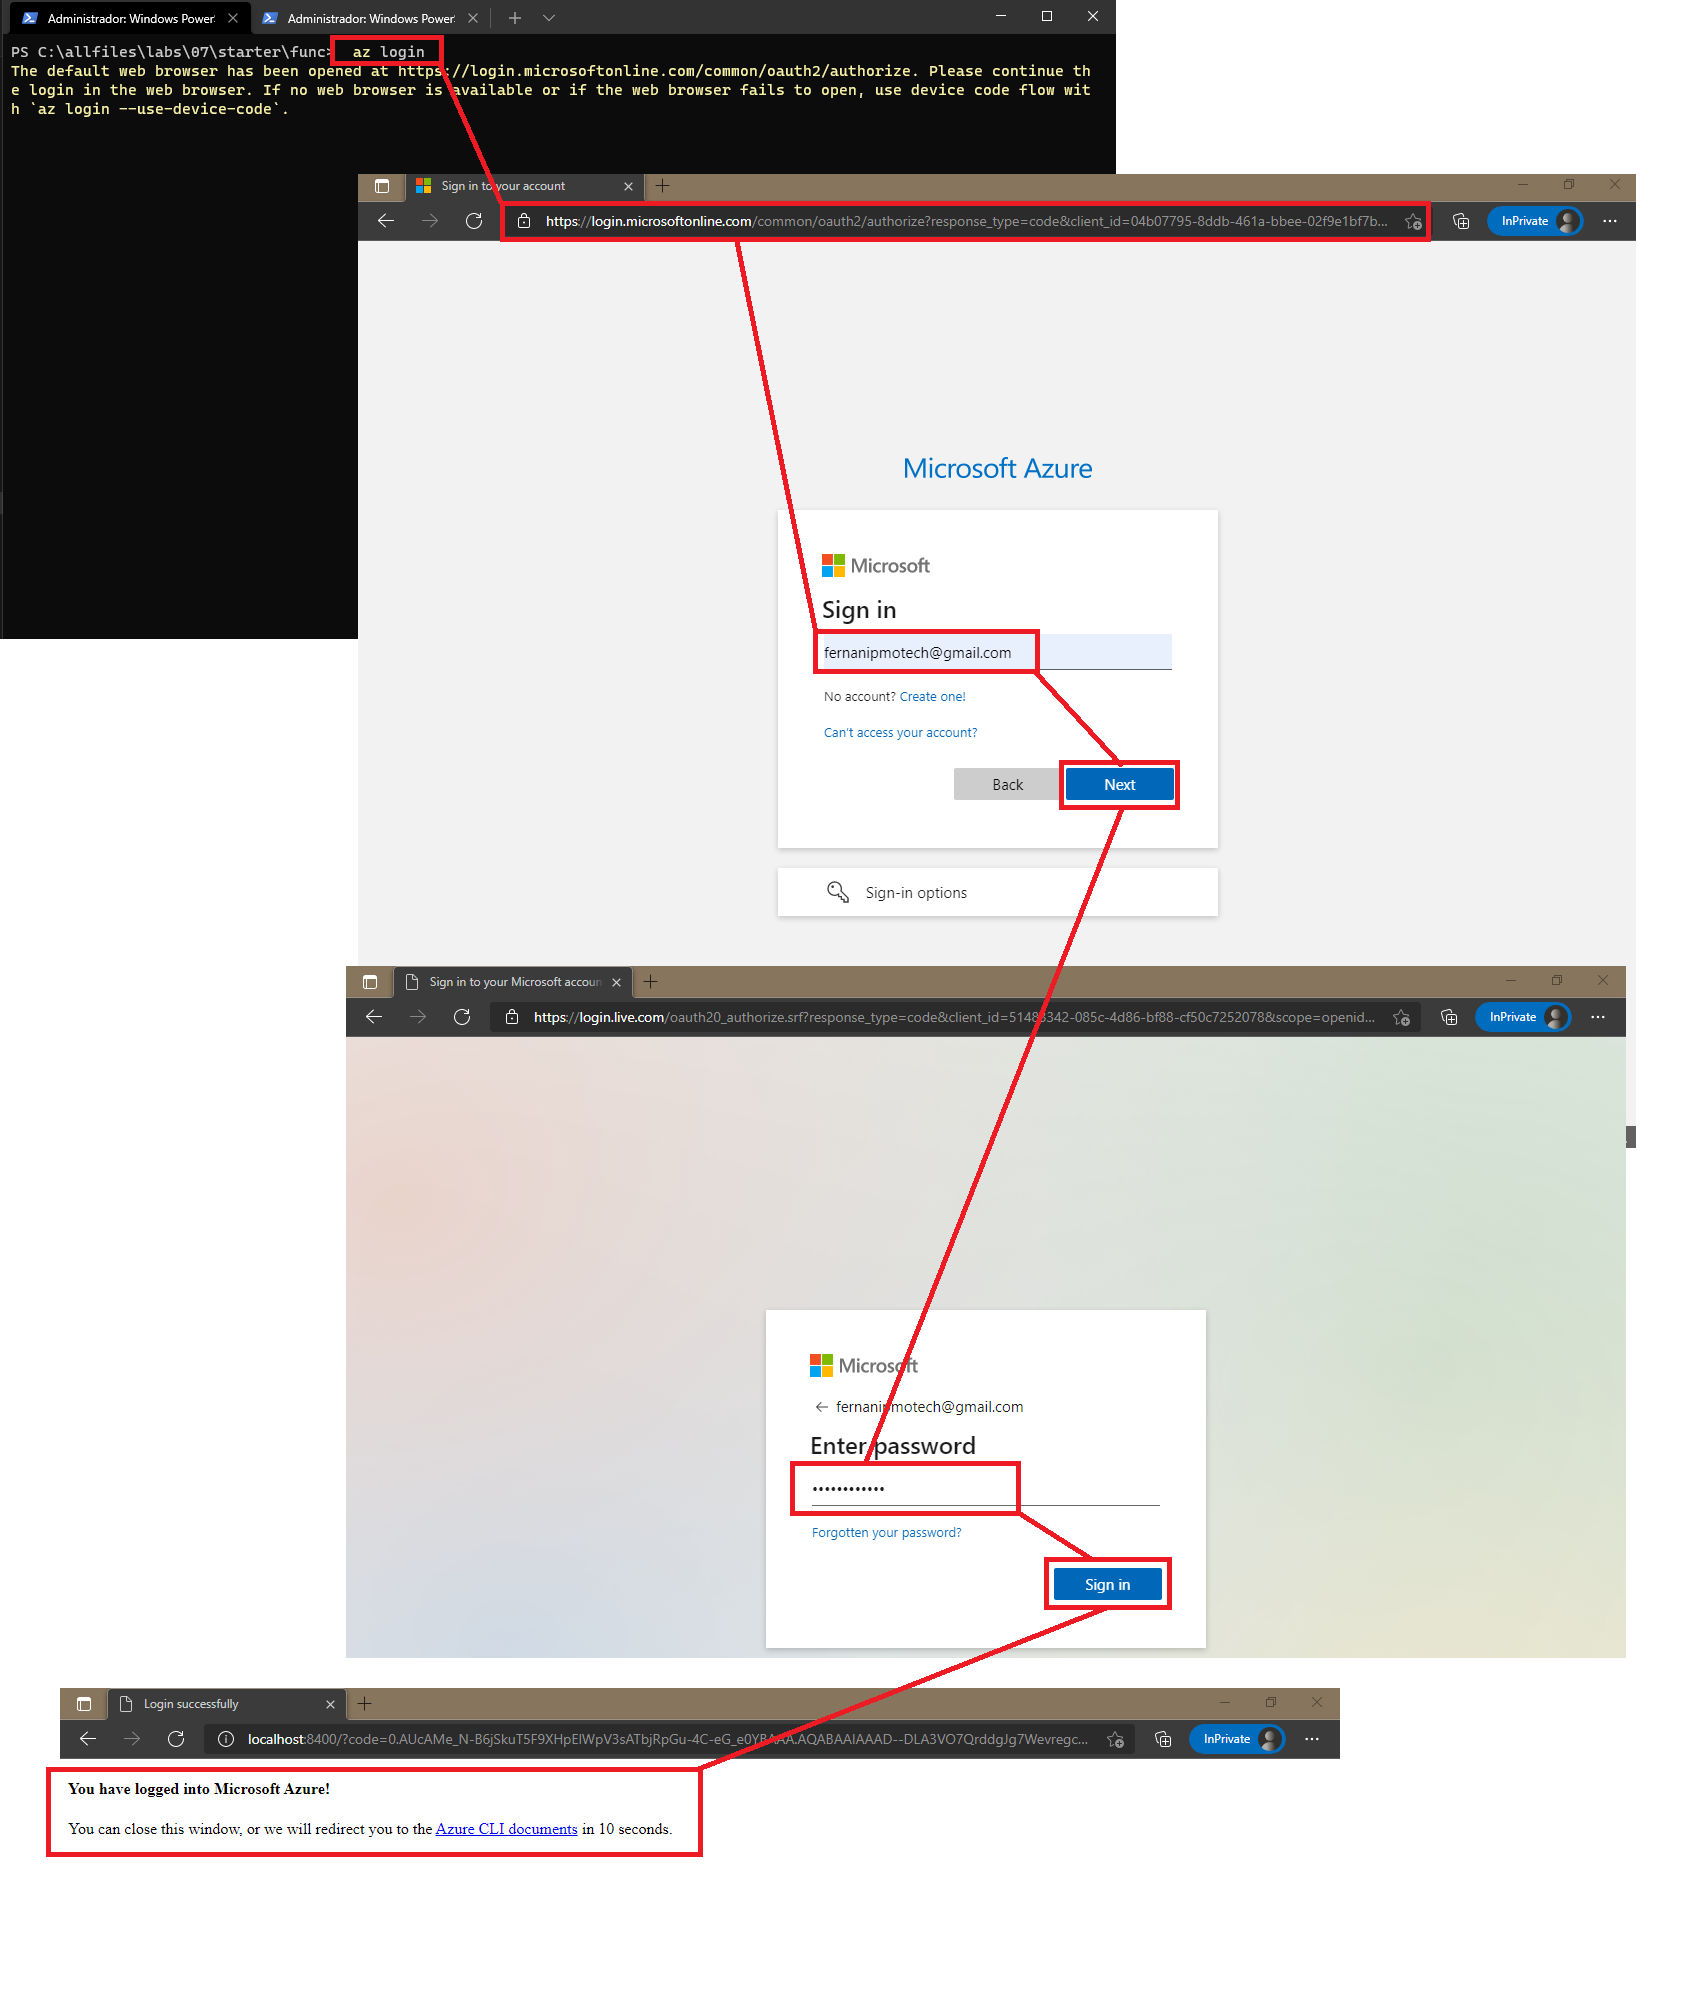 Administrador: Windows Power
Administrador: Windows Power
PS C:\allfiles\labs\07\starter\func> az login
The default web browser has been opened at https://login.microsoftonline.com/common/oauth2/authorize. Please continue th
e login in the web browser. If no web browser is available or if the web browser fails to open, use device code flow wit
h `az login --use-device-code`.
Sign in to your account
https://login.microsoftonline.com/common/oauth2/authorize?response_type=code&client_id=04b07795-8ddb-461a-bbee-02f9e1bf7b...
InPrivate
Microsoft Azure
Microsoft
Sign in
fernanipmotech@gmail.com
No account? Create one!
Can't access your account?
Back
Next
Sign-in options
Sign in to your Microsoft accoun
https://login.live.com/oauth20_authorize.srf?response_type=code&client_id=51483342-085c-4d86-bf88-cf50c7252078&scope=openid...
InPrivate
Microsoft
fernanipmotech@gmail.com
Enter password
Forgotten your password?
Sign in
Login successfully
localhost:8400/?code=0.AUcAMe_N-B6jSkuT5F9XHpEIWpV3sATbjRpGu-4C-eG_e0YBAAA.AQABAAIAAAD--DLA3VO7QrddgJg7Wevregc...
InPrivate
You have logged into Microsoft Azure!
You can close this window, or we will redirect you to the Azure CLI documents in 10 seconds.